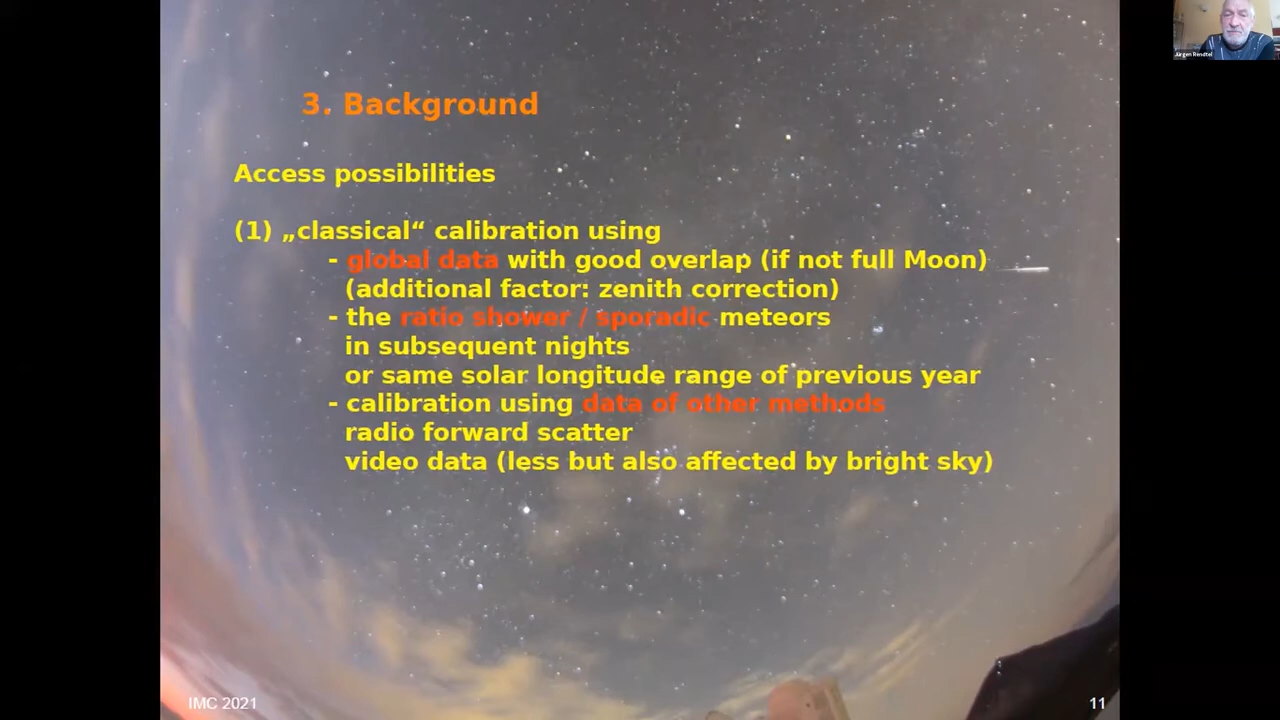 Jürgen Rendtel
3. Background
Access possibilities
(1) „classical“ calibration using
- global data with good overlap (if not full Moon)
(additional factor: zenith correction)
- the ratio shower / sporadic meteors
in subsequent nights
or same solar longitude range of previous year
- calibration using data of other methods
radio forward scatter
video data (less but also affected by bright sky)
IMC 2021
11